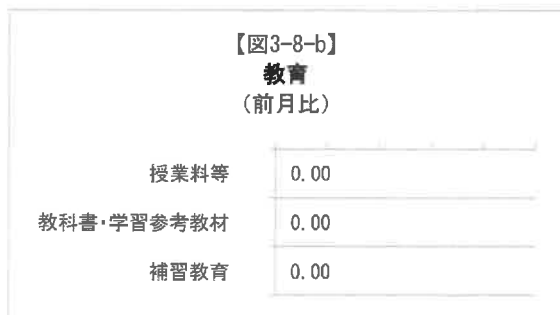 【図3-8-b】
教育
（前月比）
授業料等 0.00
教科書・学習参考教材 0.00
補習教育 0.00